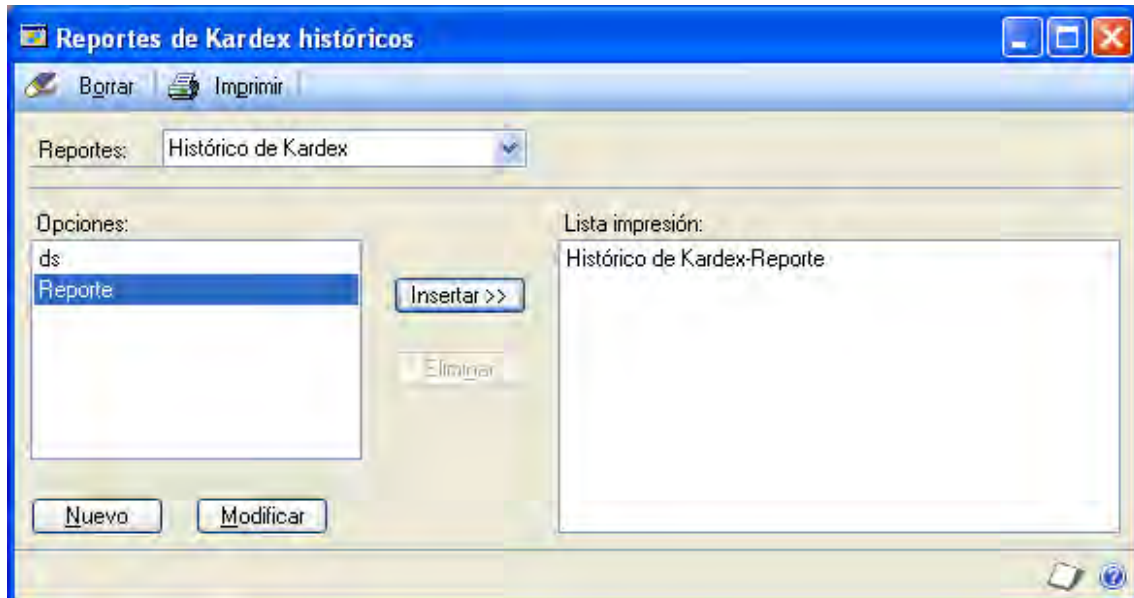 Reportes de Kardex históricos
Borrar Imprimir
Reportes: Histórico de Kardex
Opciones:
ds
Reporte
Insertar >>
Eliminar
Lista impresión:
Histórico de Kardex-Reporte
Nuevo Modificar